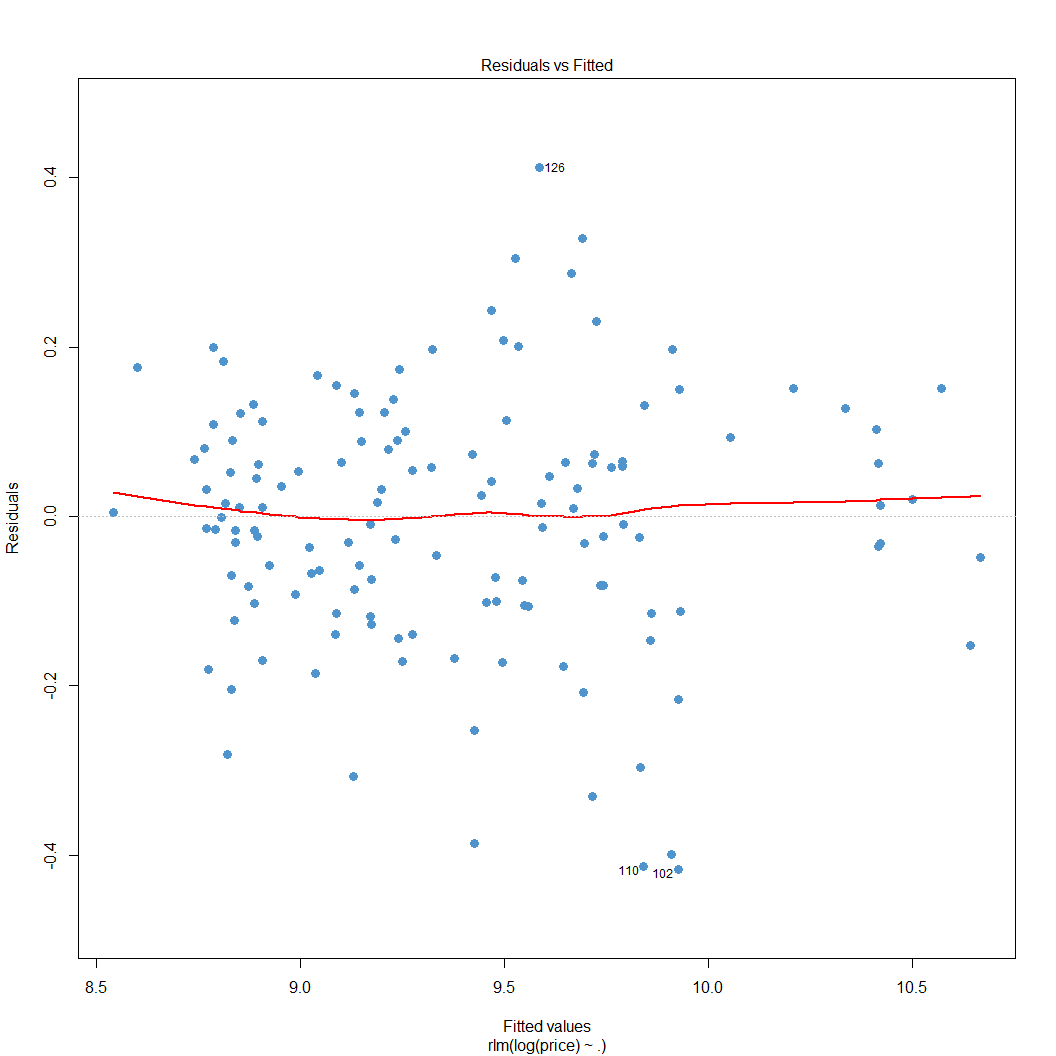 Residuals vs Fitted
Residuals
0.4
0.2
0.0
-0.2
-0.4
126
110
102
8.5 9.0 9.5 10.0 10.5
Fitted values
rlm(log(price) ~ .)